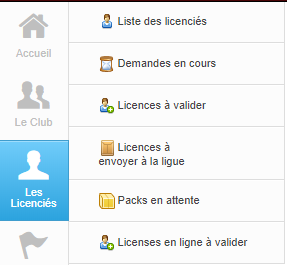 Accueil
Le Club
Les
Licenciés
Liste des licenciés
Demandes en cours
Licences à valider
Licences à
envoyer à la ligue
Packs en attente
Licenses en ligne à valider